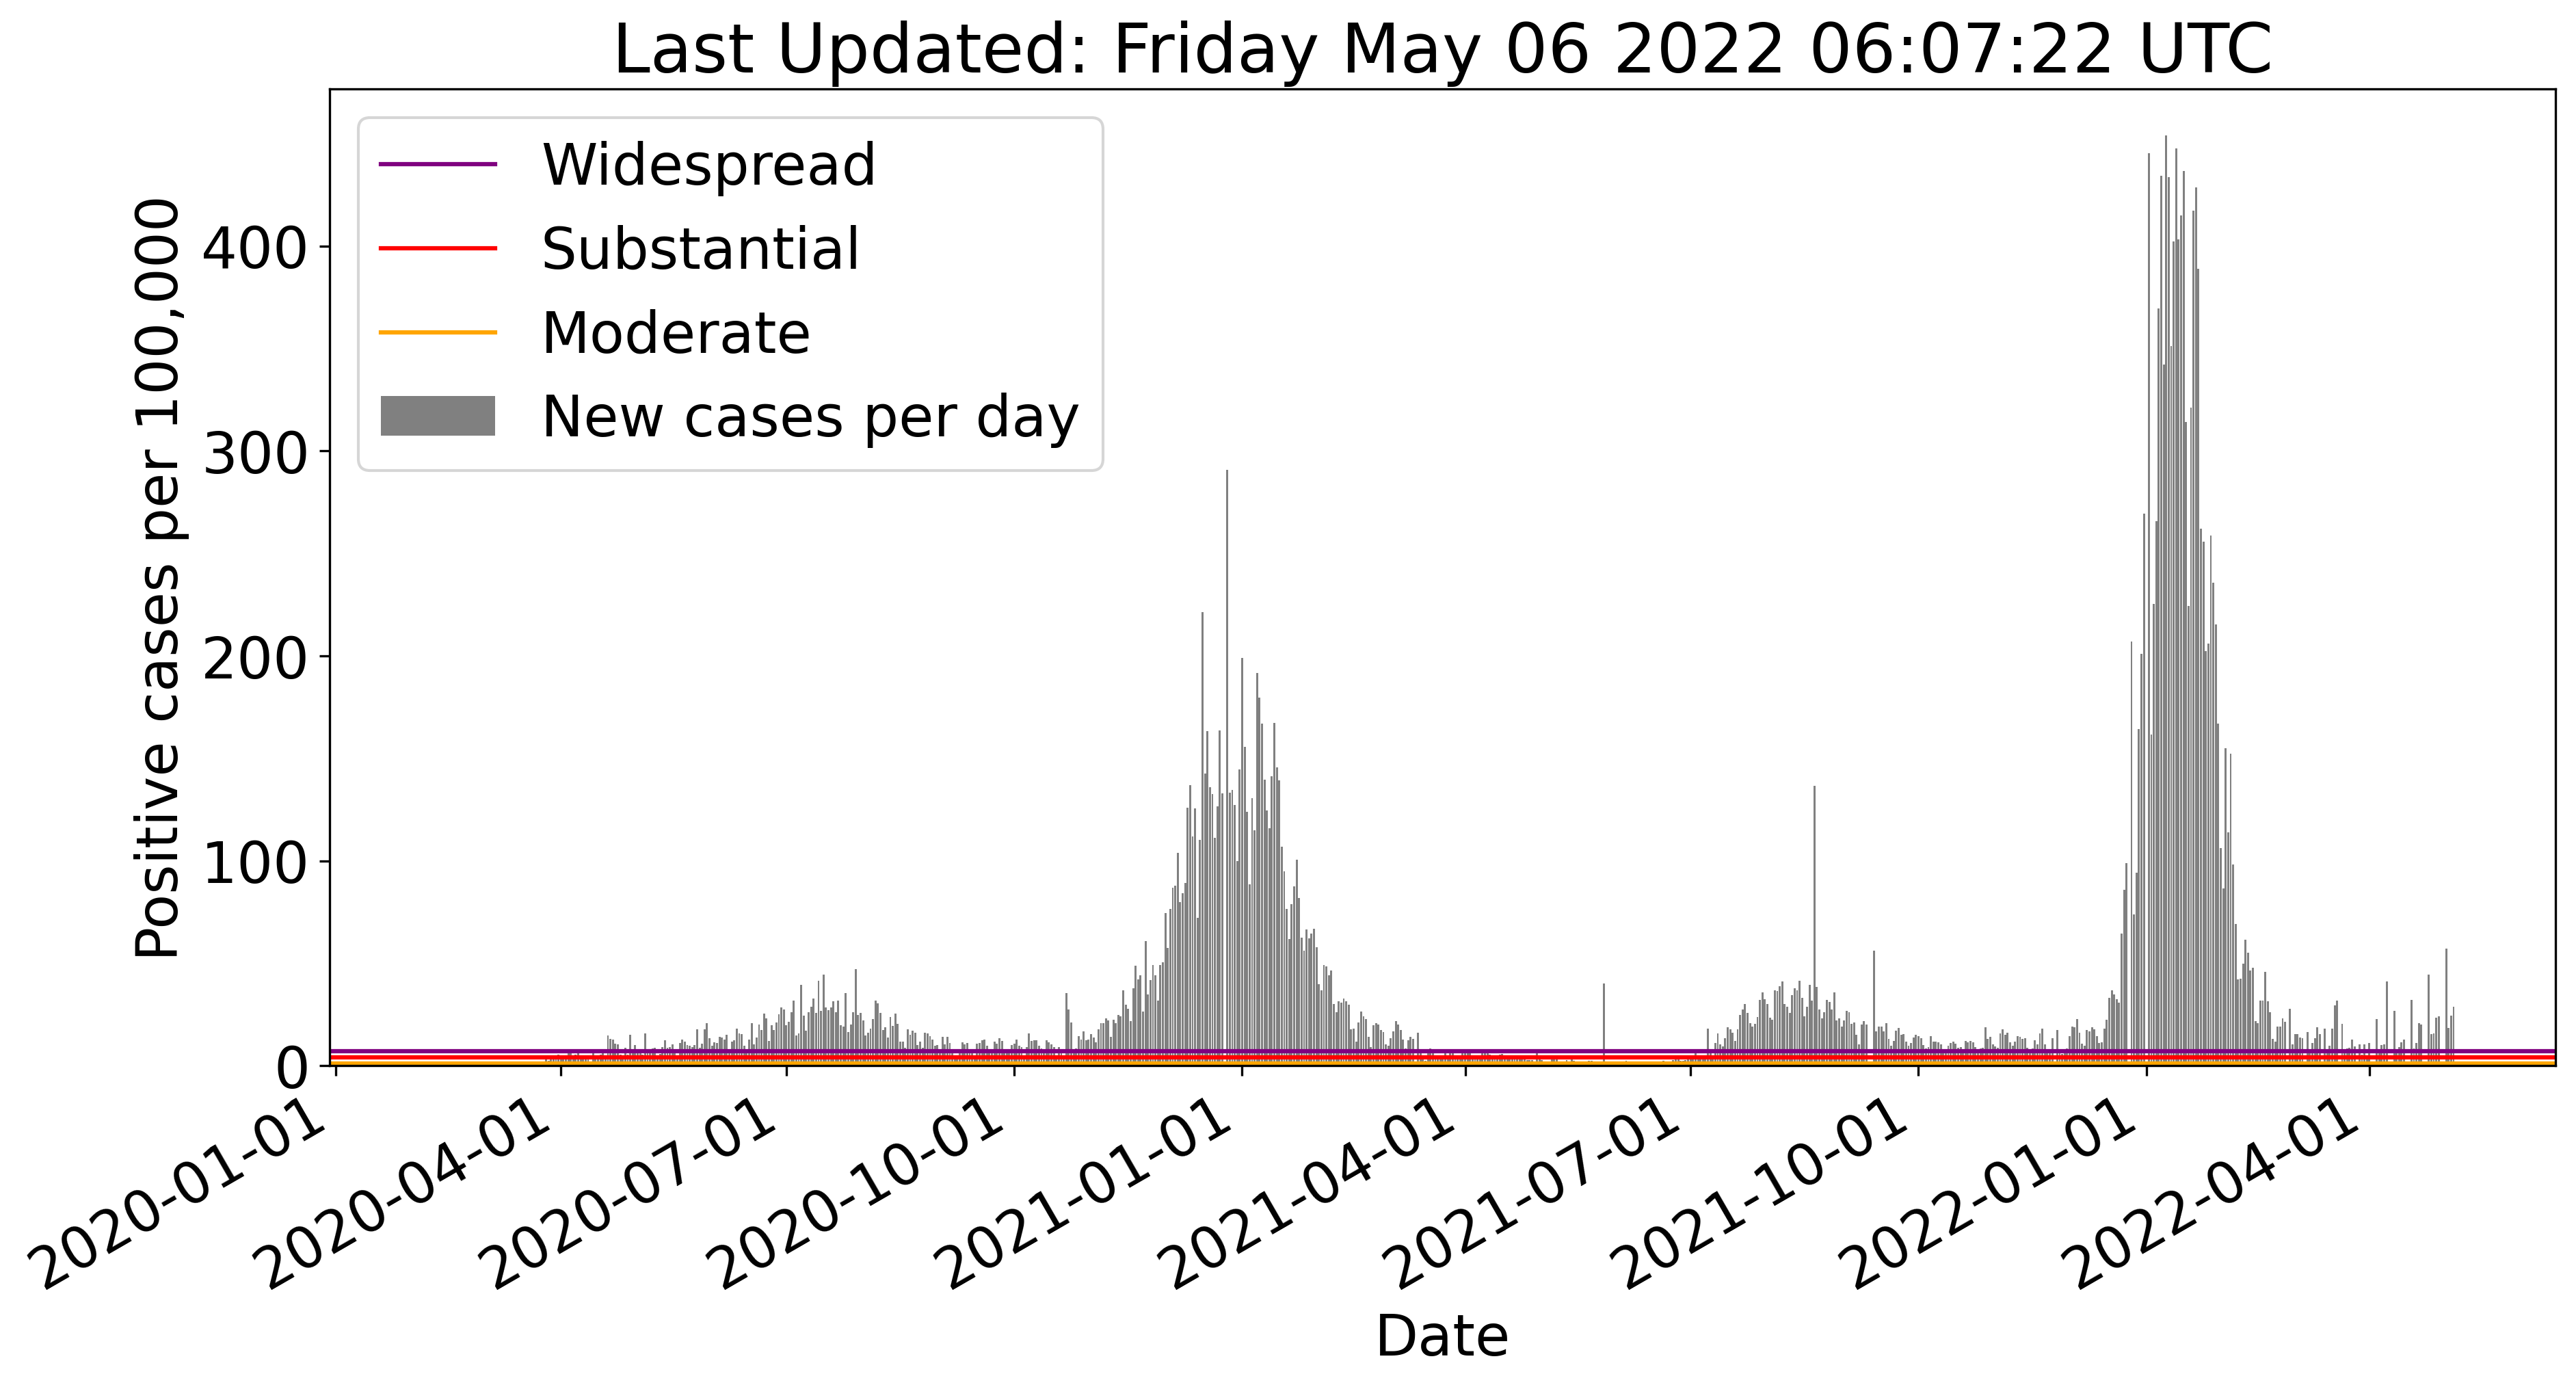 Last Updated: Friday May 06 2022 06:07:22 UTC
Widespread
Substantial
Moderate
New cases per day
Positive cases per 100,000
400
300
200
100
0
2020-01-01
2020-04-01
2020-07-01
2020-10-01
2021-01-01
2021-04-01
2021-07-01
2021-10-01
2022-01-01
2022-04-01
Date